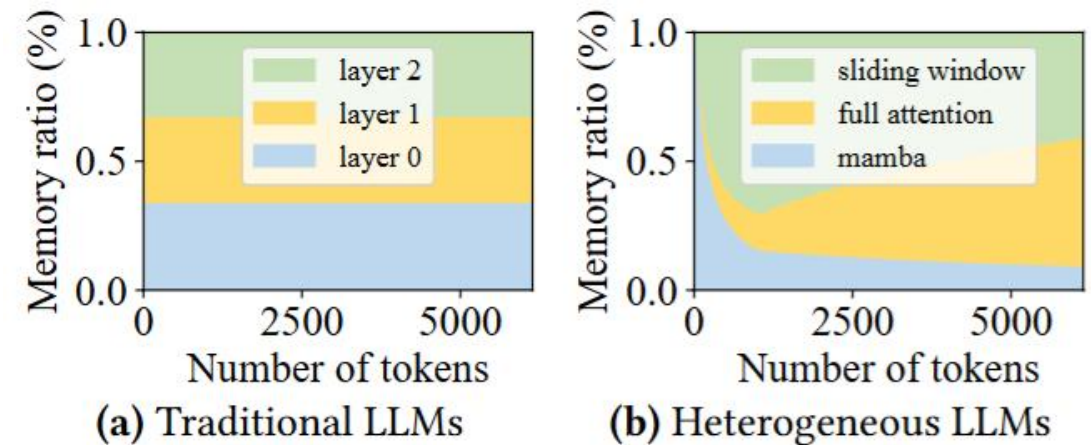 Memory ratio (%)
1.0
0.5
0.0
layer 2
layer 1
layer 0
0
2500
5000
Number of tokens
(a) Traditional LLMs
Memory ratio (%)
1.0
0.5
0.0
sliding window
full attention
mamba
0
2500
5000
Number of tokens
(b) Heterogeneous LLMs